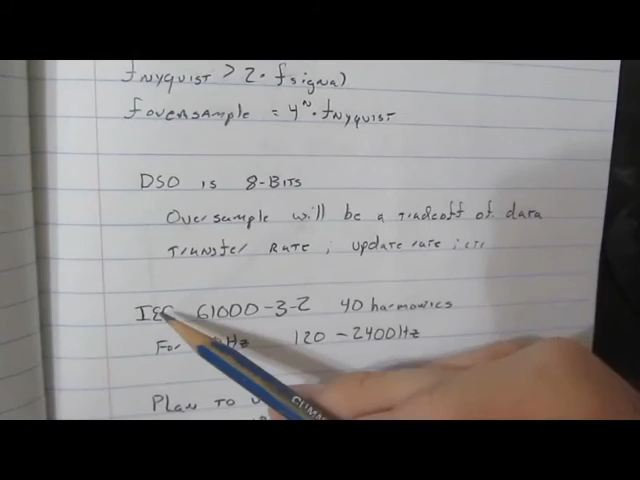 fNYQUIST > 2 · fsignal
fOVERSAMPLE = 4^N · fNYQUIST
DSO is 8-BITS
Oversample will be a tradeoff of data
Transfer Rate ; update rate ; etc
IEC 61000-3-2 40 harmonics
For Hz 120 - 2400Hz
PLAN TO